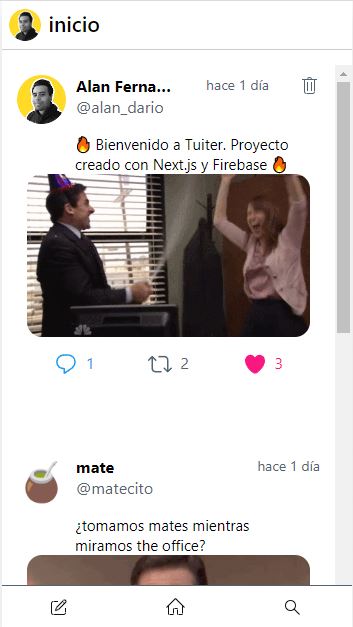 inicio
Alan Ferna... hace 1 día
@alan_dario
🔥 Bienvenido a Tuiter. Proyecto
creado con Next.js y Firebase 🔥
NBC
1 2 3
mate hace 1 día
@matecito
¿tomamos mates mientras
miramos the office?